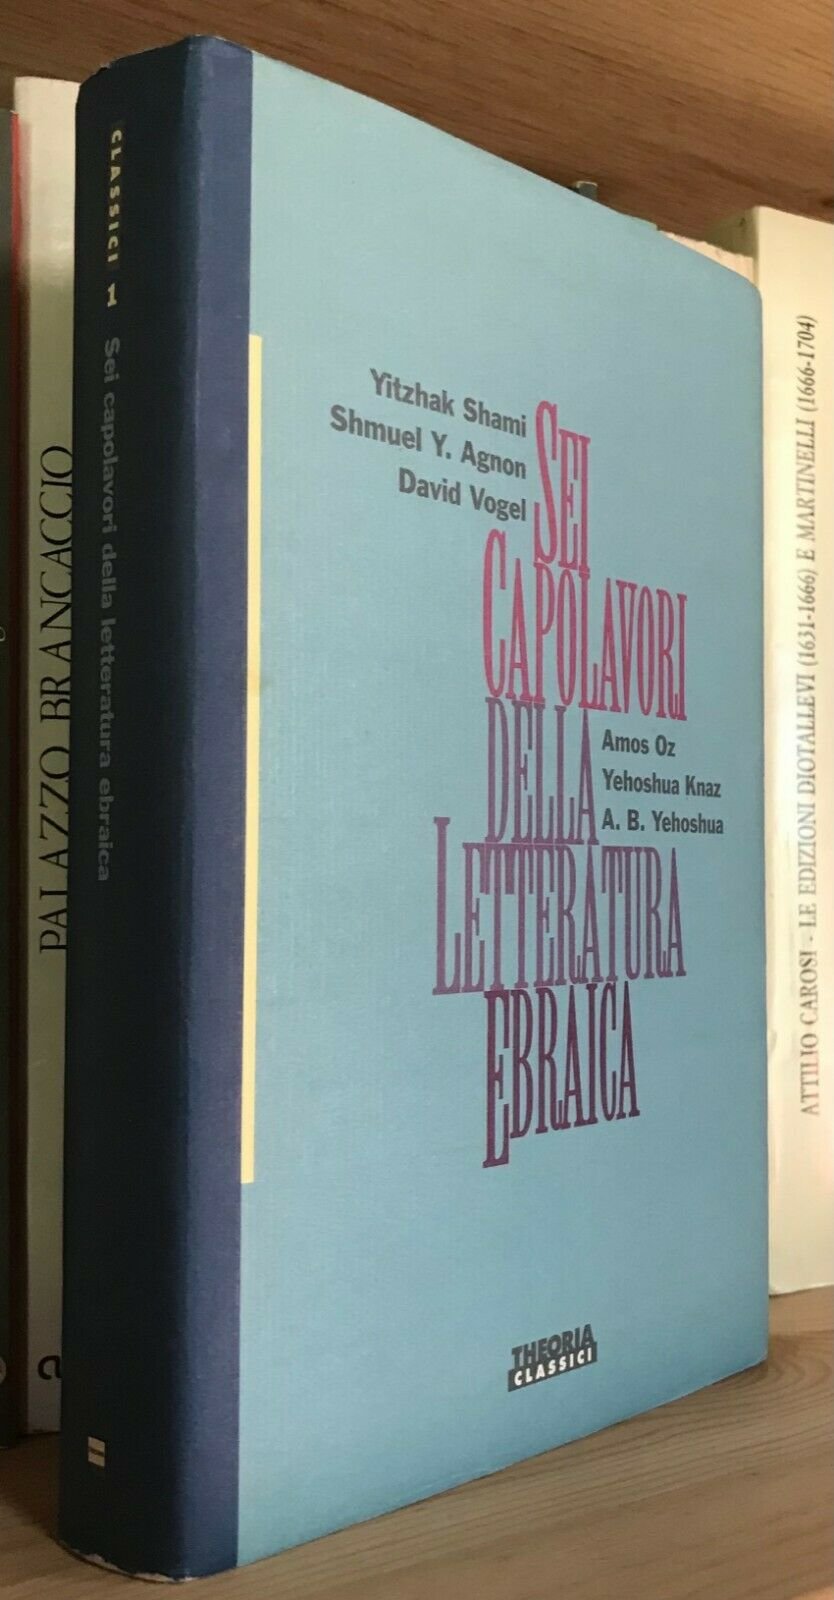 PALAZZO BRANCACCIO
CLASSICI 1 Sei capolavori della letteratura ebraica
Yitzhak Shami
Shmuel Y. Agnon
David Vogel
SEI
CAPOLAVORI
DELLA
LETTERATURA
EBRAICA
Amos Oz
Yehoshua Knaz
A. B. Yehoshua
THEORIA
CLASSICI
ATTILIO CAROSI - LE EDIZIONI DIOTALLEVI (1631-1666) E MARTINELLI (1666-1704)